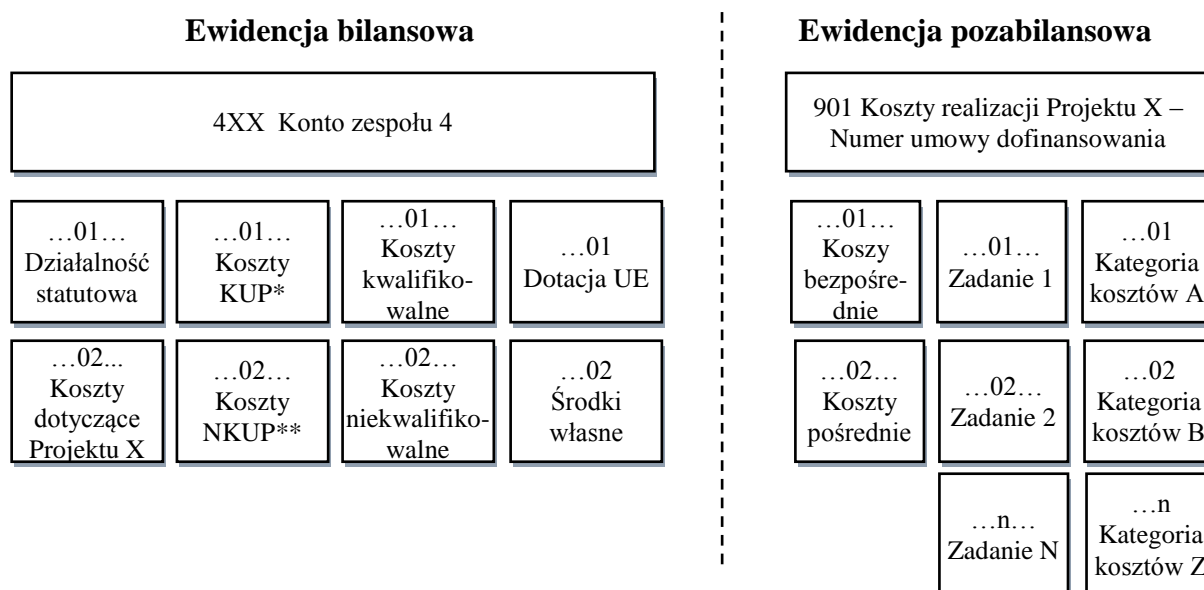 Ewidencja bilansowa
4XX Konto zespołu 4
…01…
Działalność
statutowa
…01…
Koszty
KUP*
…01…
Koszty
kwalifiko-
walne
…01
Dotacja UE
…02...
Koszty
dotyczące
Projektu X
…02…
Koszty
NKUP**
…02…
Koszty
niekwalifiko-
walne
…02
Środki
własne
Ewidencja pozabilansowa
901 Koszty realizacji Projektu X –
Numer umowy dofinansowania
…01…
Koszy
bezpośre-
dnie
…01…
Zadanie 1
…01
Kategoria
kosztów A
…02…
Koszty
pośrednie
…02…
Zadanie 2
…02
Kategoria
kosztów B
…n…
Zadanie N
…n
Kategoria
kosztów Z